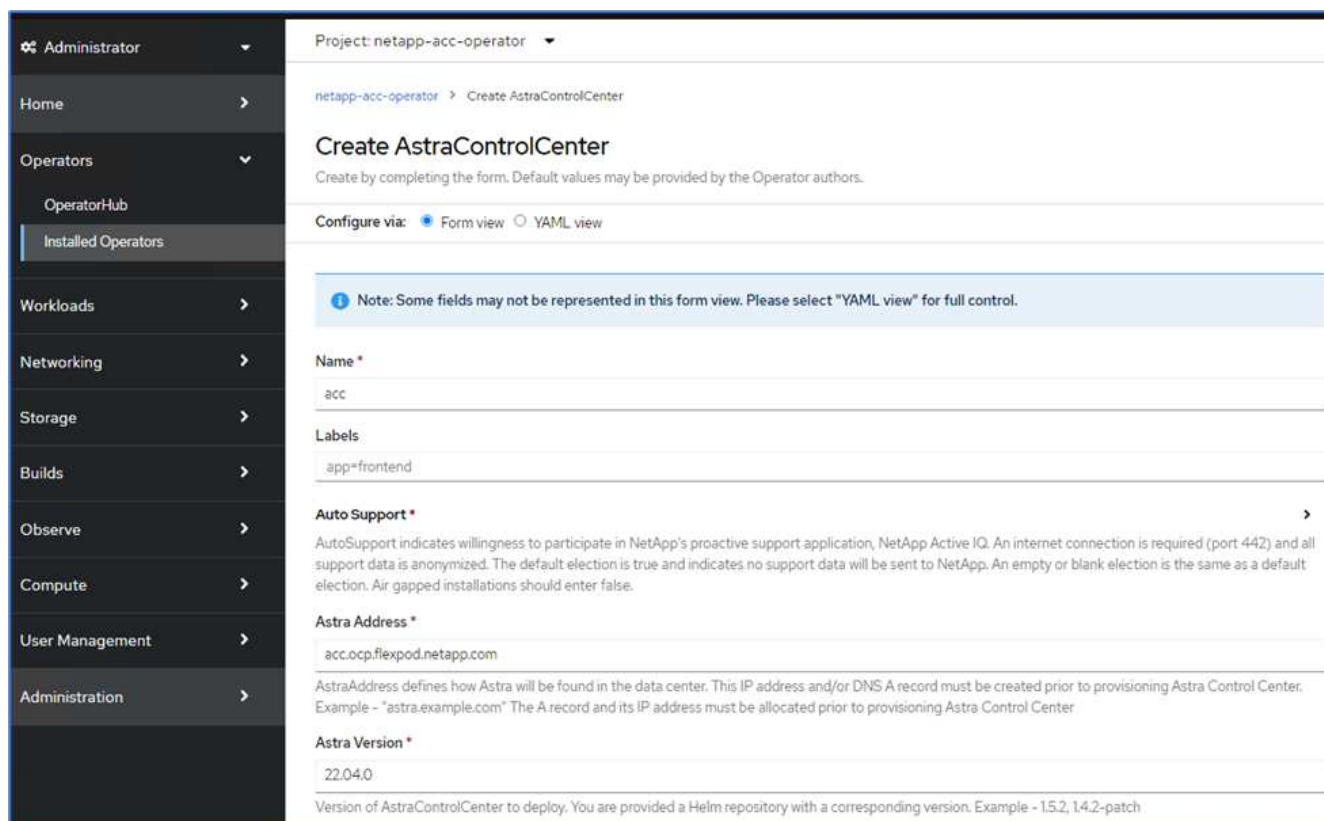 Administrator
Home
Operators
OperatorHub
Installed Operators
Workloads
Networking
Storage
Builds
Observe
Compute
User Management
Administration
Project: netapp-acc-operator
netapp-acc-operator > Create AstraControlCenter
Create AstraControlCenter
Create by completing the form. Default values may be provided by the Operator authors.
Configure via: Form view YAML view
Note: Some fields may not be represented in this form view. Please select "YAML view" for full control.
Name *
acc
Labels
app=frontend
Auto Support *
AutoSupport indicates willingness to participate in NetApp's proactive support application, NetApp Active IQ. An internet connection is required (port 442) and all
support data is anonymized. The default election is true and indicates no support data will be sent to NetApp. An empty or blank election is the same as a default
election. Air gapped installations should enter false.
Astra Address *
acc.ocp.flexpod.netapp.com
AstraAddress defines how Astra will be found in the data center. This IP address and/or DNS A record must be created prior to provisioning Astra Control Center.
Example - "astra.example.com" The A record and its IP address must be allocated prior to provisioning Astra Control Center
Astra Version *
22.04.0
Version of AstraControlCenter to deploy. You are provided a Helm repository with a corresponding version. Example - 1.5.2, 1.4.2-patch